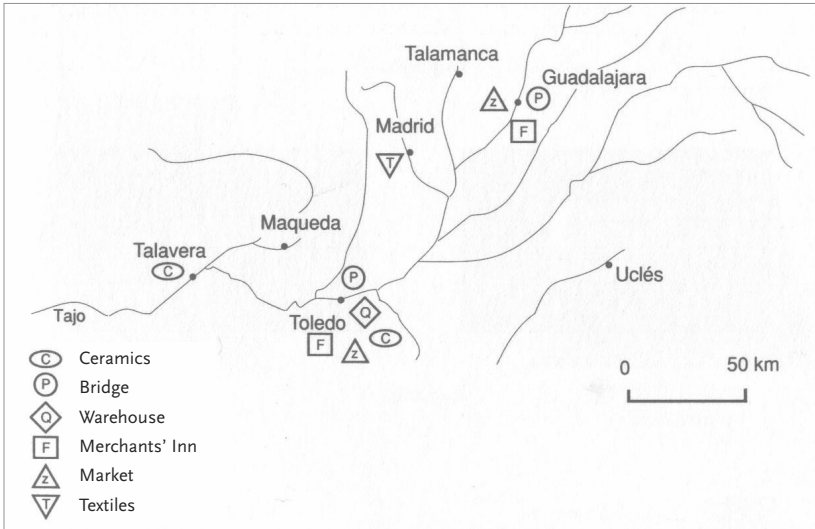 Talamanca
Guadalajara
P
z
F
Madrid
T
Maqueda
Talavera
C
P
Uclés
Tajo
Toledo
Q
F
z
C
0 50 km
C Ceramics
P Bridge
Q Warehouse
F Merchants' Inn
z Market
T Textiles